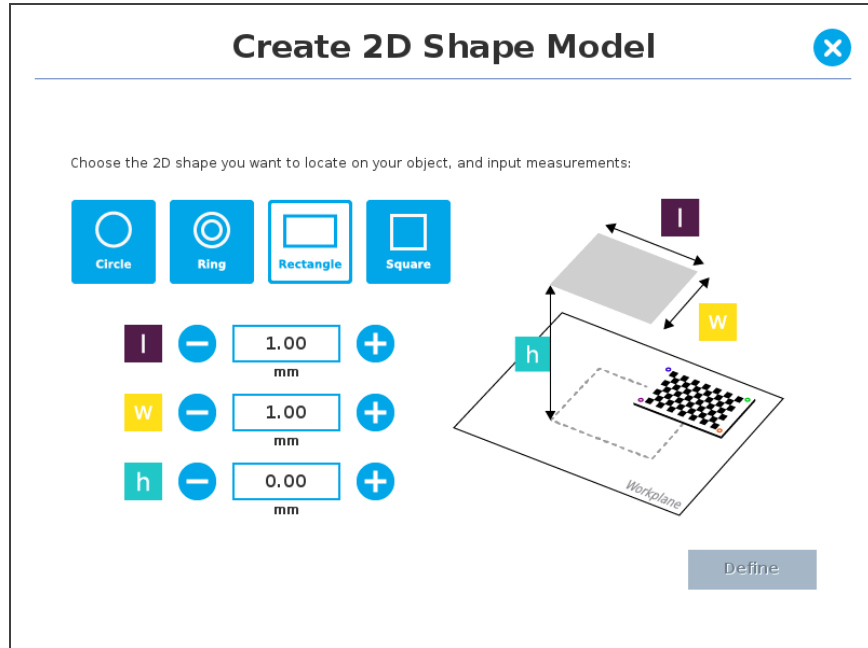 Create 2D Shape Model
Choose the 2D shape you want to locate on your object, and input measurements:
Circle
Ring
Rectangle
Square
l
1.00
mm
w
1.00
mm
h
0.00
mm
l
w
h
Workplane
Define